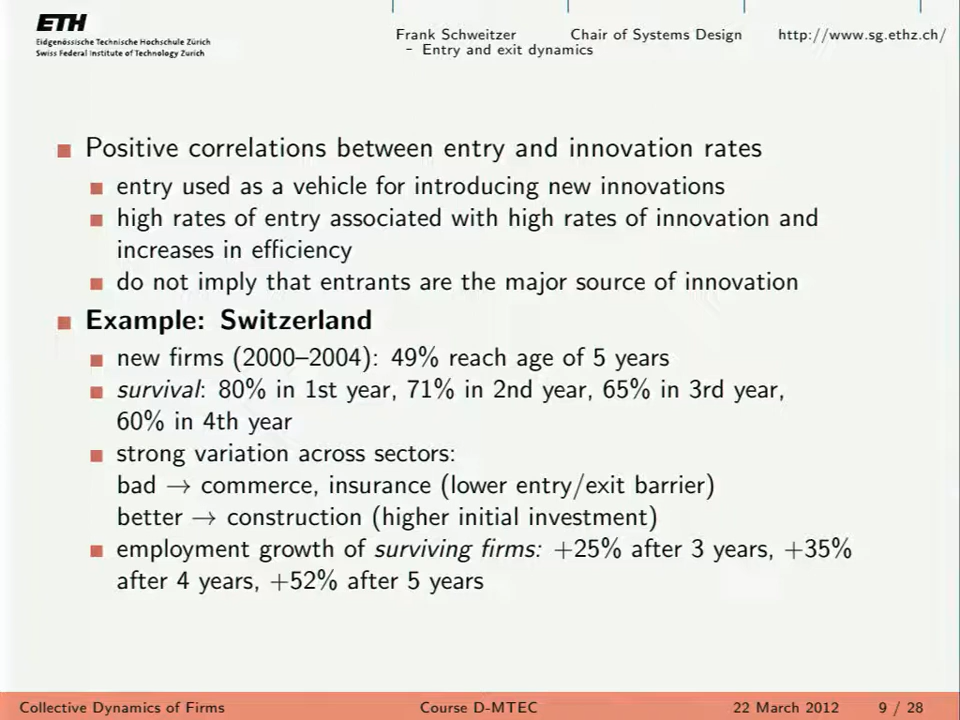 ETH
Eidgenössische Technische Hochschule Zürich
Swiss Federal Institute of Technology Zurich
Frank Schweitzer Chair of Systems Design http://www.sg.ethz.ch/
– Entry and exit dynamics
Positive correlations between entry and innovation rates
entry used as a vehicle for introducing new innovations
high rates of entry associated with high rates of innovation and
increases in efficiency
do not imply that entrants are the major source of innovation
Example: Switzerland
new firms (2000–2004): 49% reach age of 5 years
survival: 80% in 1st year, 71% in 2nd year, 65% in 3rd year,
60% in 4th year
strong variation across sectors:
bad → commerce, insurance (lower entry/exit barrier)
better → construction (higher initial investment)
employment growth of surviving firms: +25% after 3 years, +35%
after 4 years, +52% after 5 years
Collective Dynamics of Firms Course D-MTEC 22 March 2012 9 / 28